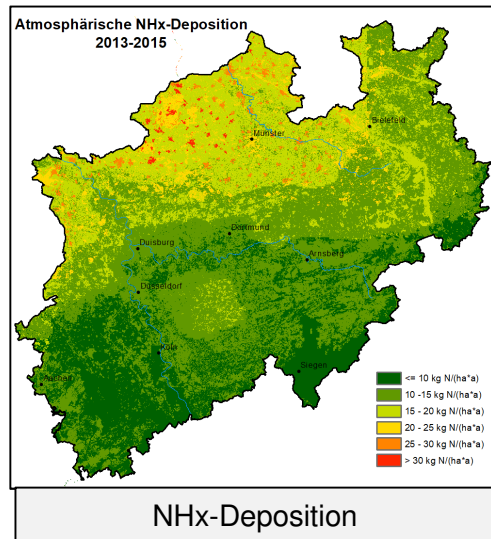 Atmosphärische NHx-Deposition
2013-2015
Bielefeld
Münster
Dortmund
Duisburg
Arnsberg
Düsseldorf
Köln
Siegen
Aachen
<= 10 kg N/(ha*a)
10 -15 kg N/(ha*a)
15 - 20 kg N/(ha*a)
20 - 25 kg N/(ha*a)
25 - 30 kg N/(ha*a)
> 30 kg N/(ha*a)
NHx-Deposition